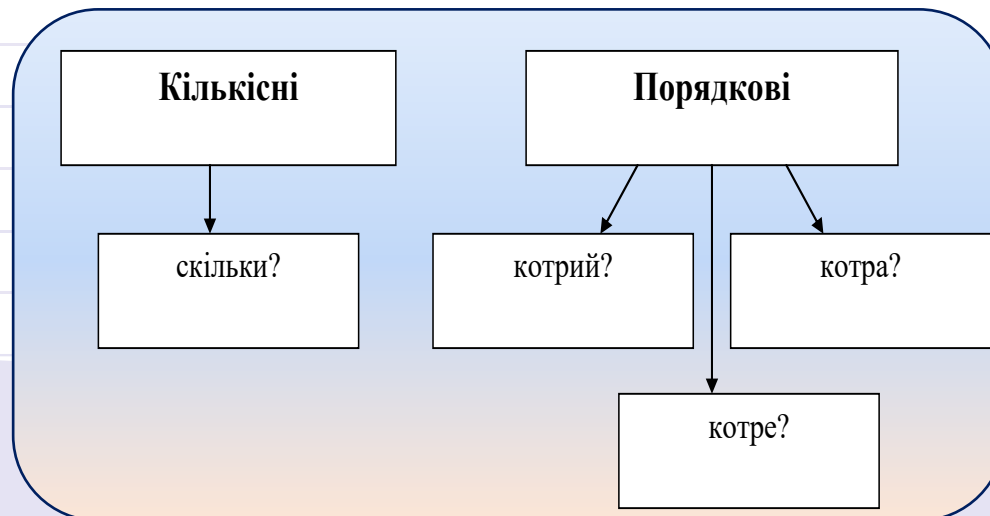 Кількісні
Порядкові
скільки?
котрий?
котра?
котре?